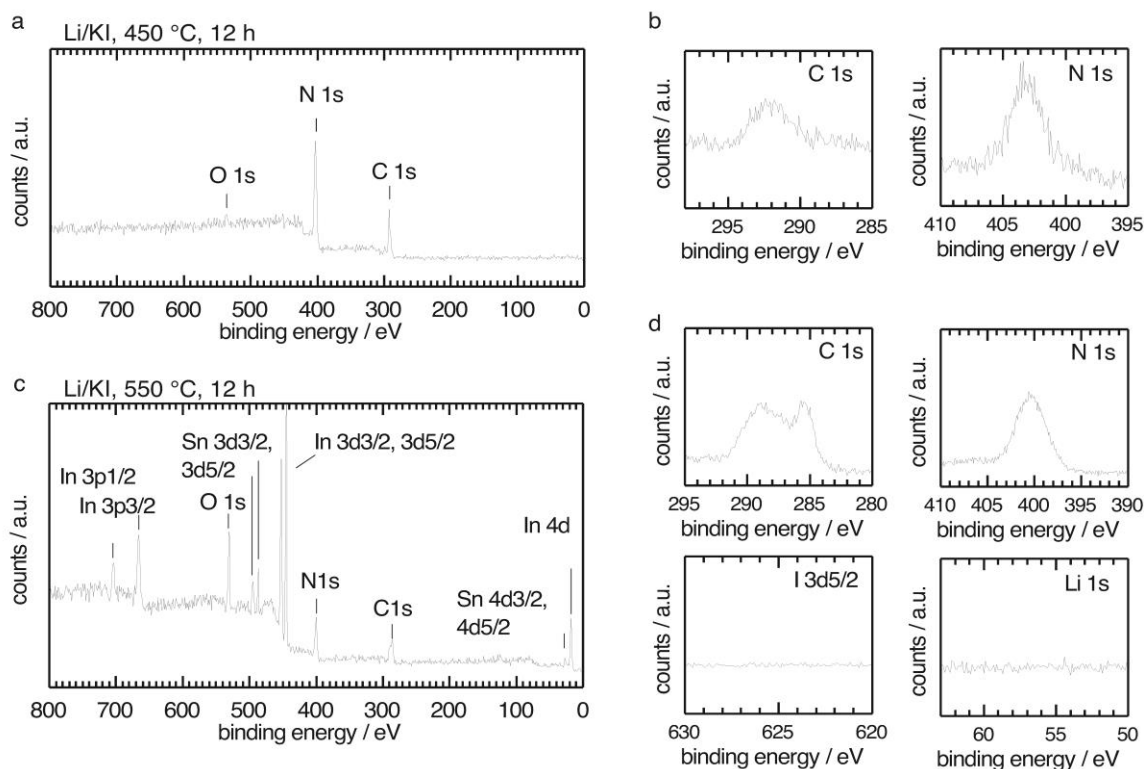 a
Li/KI, 450 °C, 12 h
N 1s
O 1s
C 1s
counts / a.u.
800 700 600 500 400 300 200 100 0
binding energy / eV
b
C 1s
counts / a.u.
295 290 285
binding energy / eV
N 1s
counts / a.u.
410 405 400 395
binding energy / eV
c
Li/KI, 550 °C, 12 h
Sn 3d3/2,
3d5/2
In 3d3/2, 3d5/2
In 3p1/2
In 3p3/2
O 1s
In 4d
N1s
C1s
Sn 4d3/2,
4d5/2
counts / a.u.
800 700 600 500 400 300 200 100 0
binding energy / eV
d
C 1s
counts / a.u.
295 290 285 280
binding energy / eV
N 1s
counts / a.u.
410 405 400 395 390
binding energy / eV
I 3d5/2
counts / a.u.
630 625 620
binding energy / eV
Li 1s
counts / a.u.
60 55 50
binding energy / eV